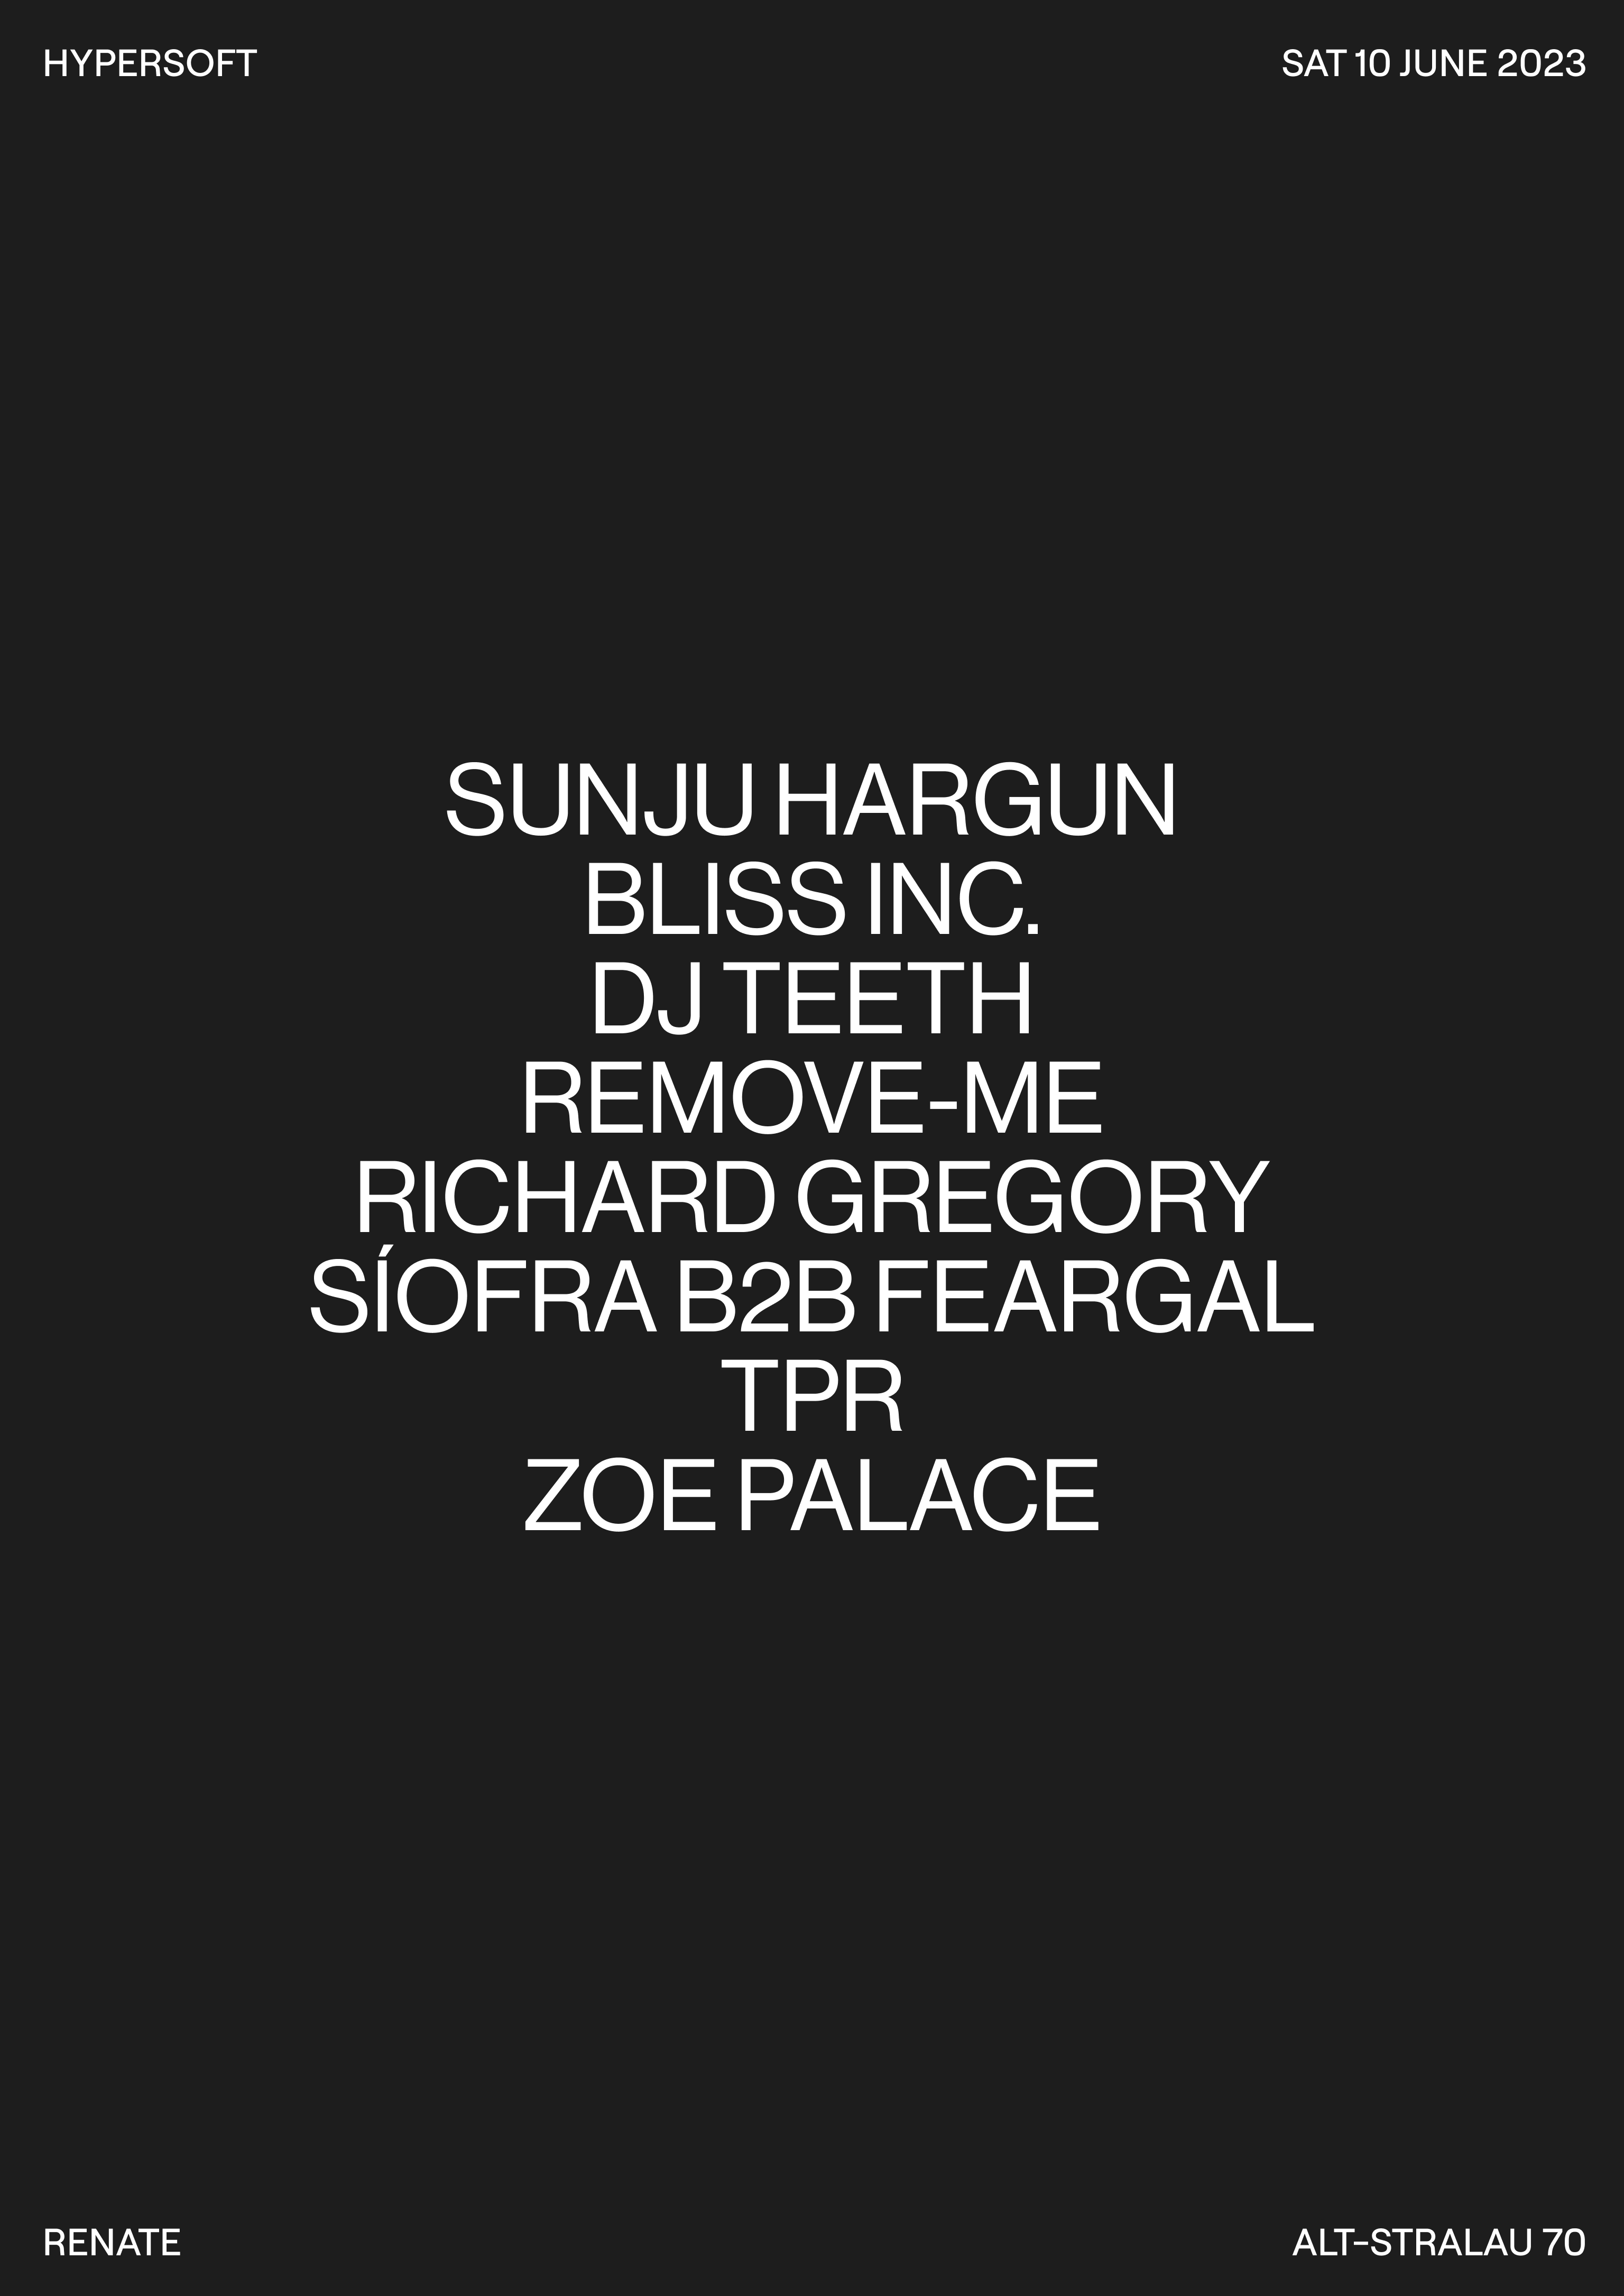 HYPERSOFT
SAT 10 JUNE 2023
SUNJU HARGUN
BLISS INC.
DJ TEETH
REMOVE-ME
RICHARD GREGORY
SÍOFRA B2B FEARGAL
TPR
ZOE PALACE
RENATE
ALT-STRALAU 70